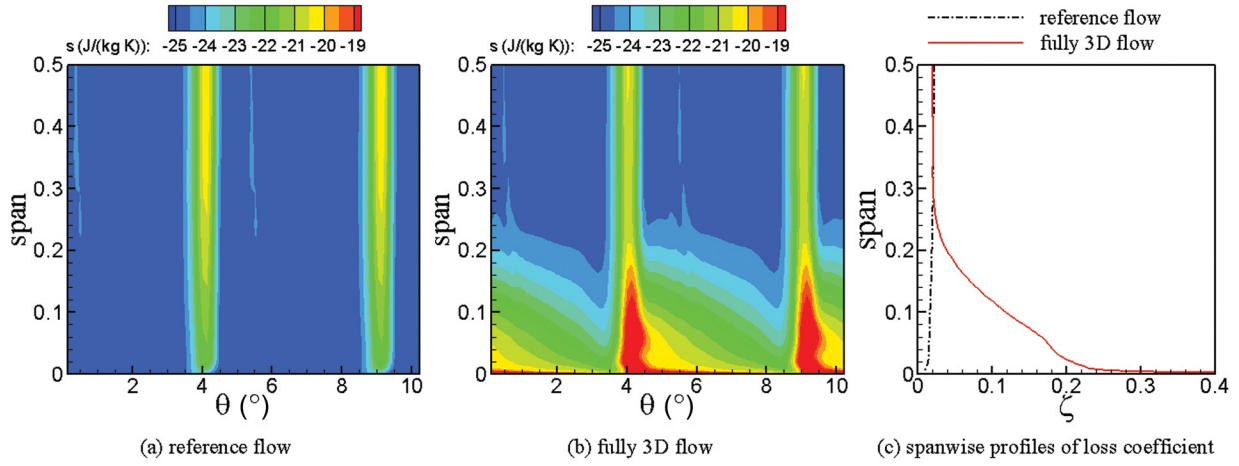 s (J/(kg K)): -25 -24 -23 -22 -21 -20 -19
s (J/(kg K)): -25 -24 -23 -22 -21 -20 -19
reference flow
fully 3D flow
0.5
0.4
0.3
0.2
0.1
0
span
2 4 6 8 10
θ (°)
0.5
0.4
0.3
0.2
0.1
0
span
2 4 6 8 10
θ (°)
0.5
0.4
0.3
0.2
0.1
0
span
0 0.1 0.2 0.3 0.4
ζ
(a) reference flow
(b) fully 3D flow
(c) spanwise profiles of loss coefficient